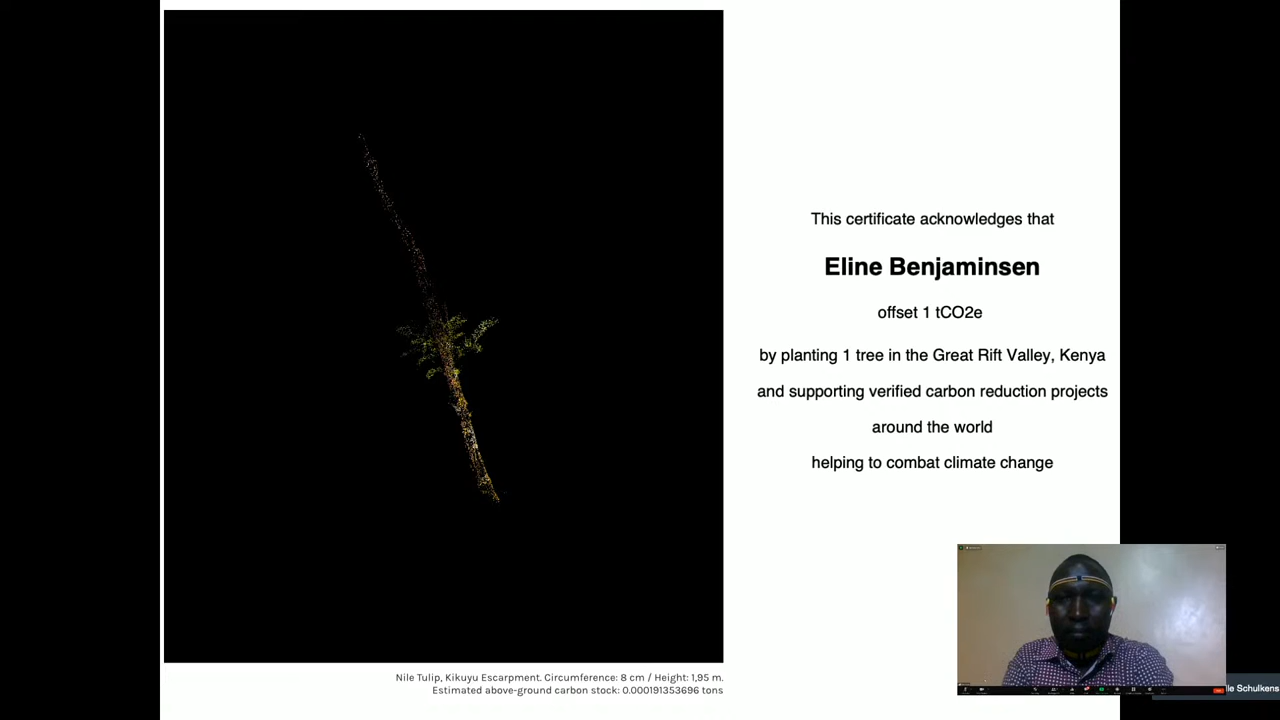 This certificate acknowledges that
Eline Benjaminsen
offset 1 tCO2e
by planting 1 tree in the Great Rift Valley, Kenya
and supporting verified carbon reduction projects
around the world
helping to combat climate change
Nile Tulip, Kikuyu Escarpment. Circumference: 8 cm / Height: 1,95 m.
Estimated above-ground carbon stock: 0.000191353696 tons
Schulkens